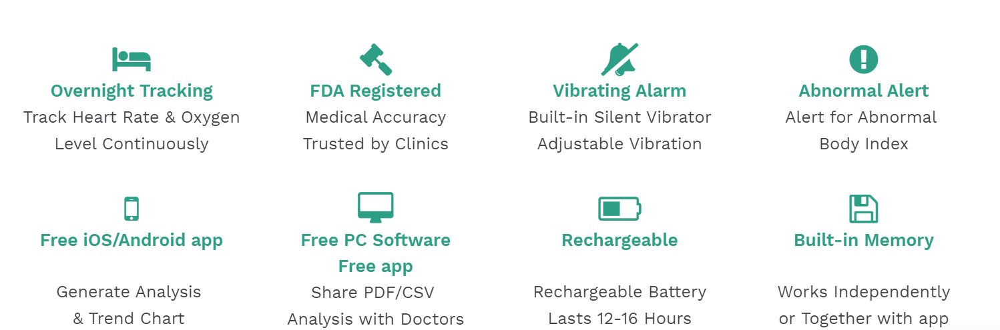 Overnight Tracking
Track Heart Rate & Oxygen
Level Continuously
FDA Registered
Medical Accuracy
Trusted by Clinics
Vibrating Alarm
Built-in Silent Vibrator
Adjustable Vibration
Abnormal Alert
Alert for Abnormal
Body Index
Free iOS/Android app
Generate Analysis
& Trend Chart
Free PC Software
Free app
Share PDF/CSV
Analysis with Doctors
Rechargeable
Rechargeable Battery
Lasts 12-16 Hours
Built-in Memory
Works Independently
or Together with app